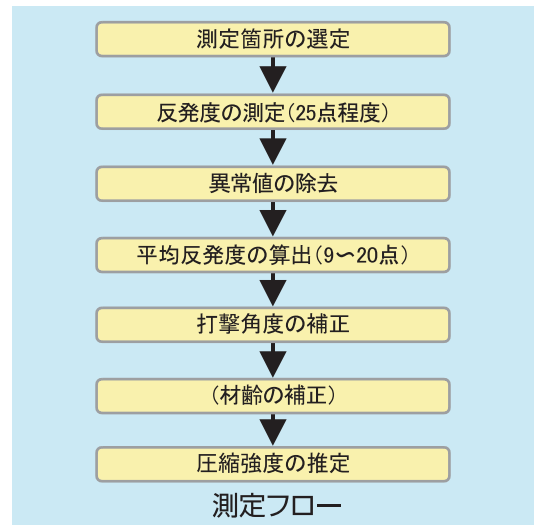 測定箇所の選定
反発度の測定(25点程度)
異常値の除去
平均反発度の算出(9〜20点)
打撃角度の補正
(材齢の補正)
圧縮強度の推定
測定フロー